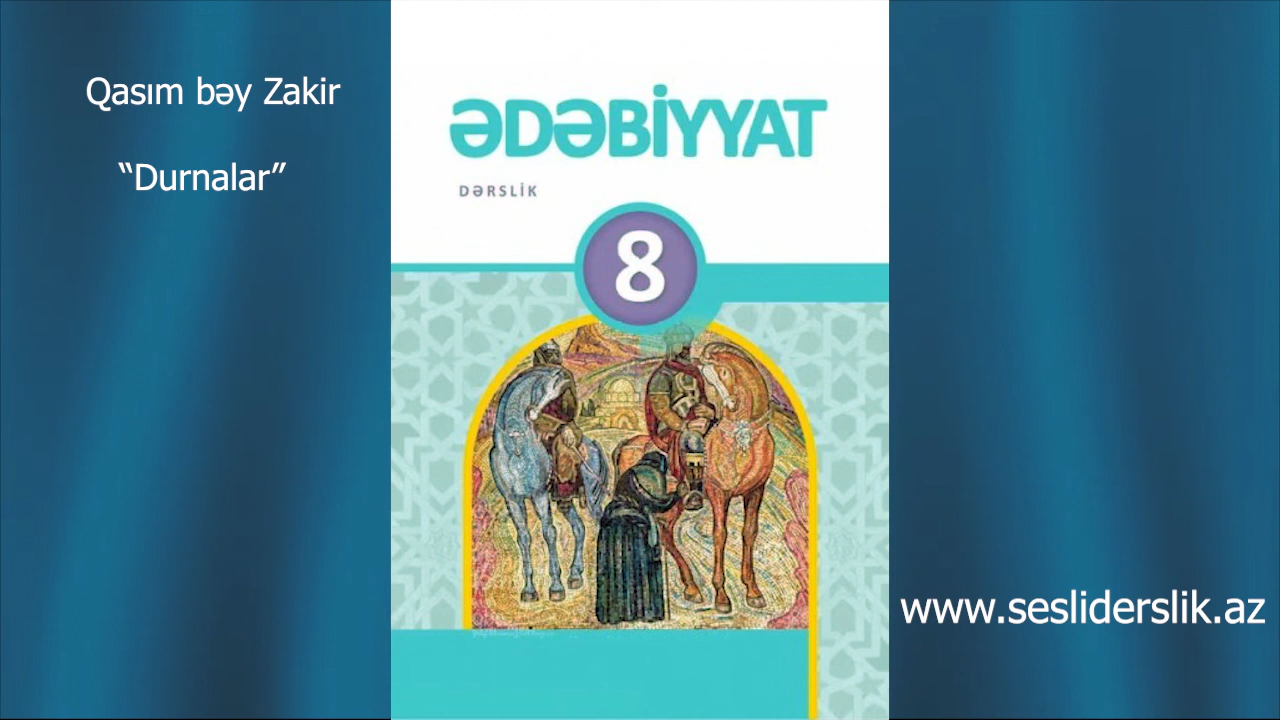 Qasım bəy Zakir
“Durnalar”
ƏDƏBİYYAT
DƏRSLİK
8
www.sesliderslik.az